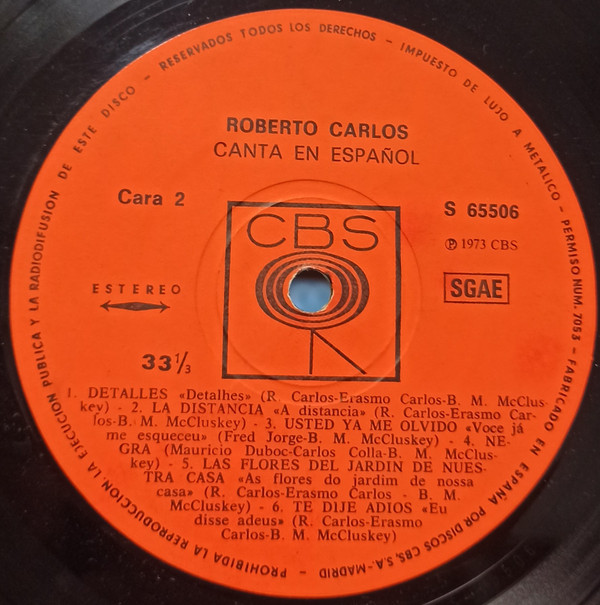 RESERVADOS TODOS LOS DERECHOS - IMPUESTO DE LUJO A METALICO - PERMISO NUM. 7053 - FABRICADO EN ESPAÑA POR DISCOS CBS, S.A.-MADRID - PROHIBIDA LA REPRODUCCION, LA EJECUCION PUBLICA Y LA RADIODIFUSION DE ESTE DISCO -
ROBERTO CARLOS
CANTA EN ESPAÑOL
Cara 2
S 65506
CBS
℗ 1973 CBS
ESTEREO
SGAE
33 1/3
1. DETALLES «Detalhes» (R. Carlos-Erasmo Carlos-B. M. McClus-
key) - 2. LA DISTANCIA «A distancia» (R. Carlos-Erasmo Car-
los-B. M. McCluskey) - 3. USTED YA ME OLVIDO «Voce já
me esqueceu» (Fred Jorge-B. M. McCluskey) - 4. NE-
GRA (Mauricio Duboc-Carlos Colla-B. M. McClus-
key) - 5. LAS FLORES DEL JARDIN DE NUES-
TRA CASA «As flores do jardim de nossa
casa» (R. Carlos-Erasmo Carlos - B. M.
McCluskey) - 6. TE DIJE ADIOS «Eu
disse adeus» (R. Carlos-Erasmo
Carlos-B. M. McCluskey)